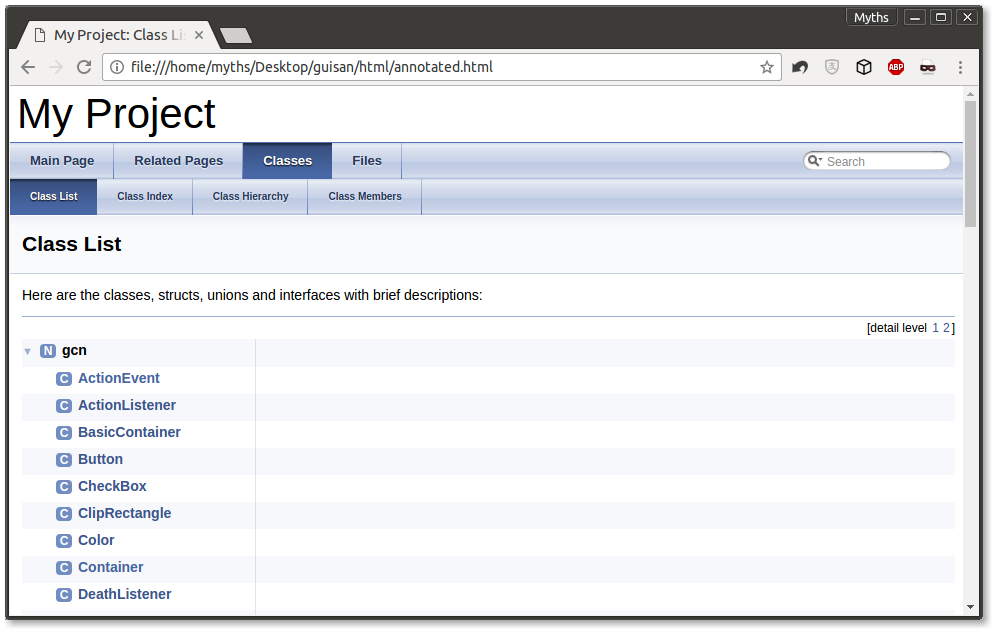 Myths
My Project: Class Li
file:///home/myths/Desktop/guisan/html/annotated.html
ABP
My Project
Main Page Related Pages Classes Files Search
Class List Class Index Class Hierarchy Class Members
Class List
Here are the classes, structs, unions and interfaces with brief descriptions:
[detail level 1 2]
N gcn
C ActionEvent
C ActionListener
C BasicContainer
C Button
C CheckBox
C ClipRectangle
C Color
C Container
C DeathListener